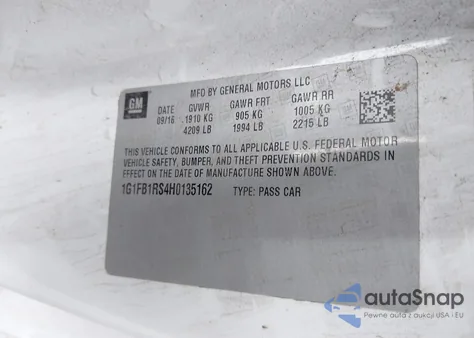 MFD BY GENERAL MOTORS LLC
GM
DATE GVWR GAWR FRT GAWR RR
09/16 1910 KG 905 KG 1005 KG
4209 LB 1994 LB 2215 LB
THIS VEHICLE CONFORMS TO ALL APPLICABLE U.S. FEDERAL MOTOR
VEHICLE SAFETY, BUMPER, AND THEFT PREVENTION STANDARDS IN
EFFECT ON THE DATE OF MANUFACTURE SHOWN ABOVE.
1G1FB1RS4H0135162 TYPE: PASS CAR
autaSnap
Pewne auta z aukcji USA i EU